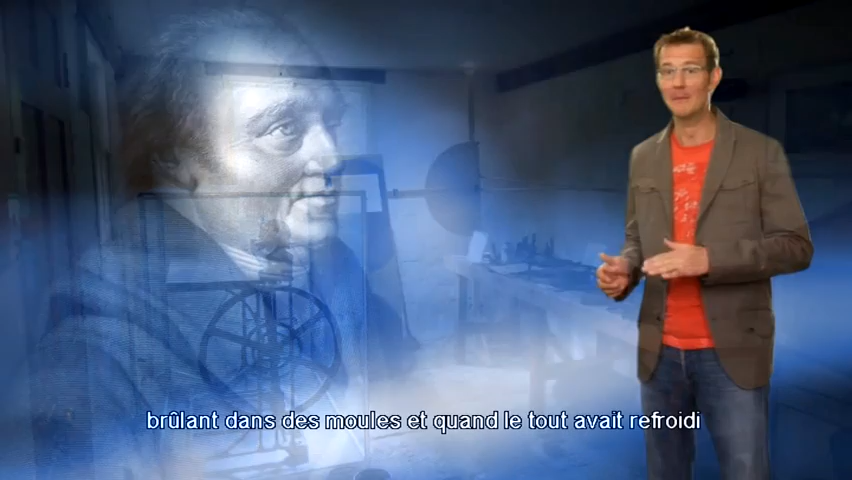 brûlant dans des moules et quand le tout avait refroidi